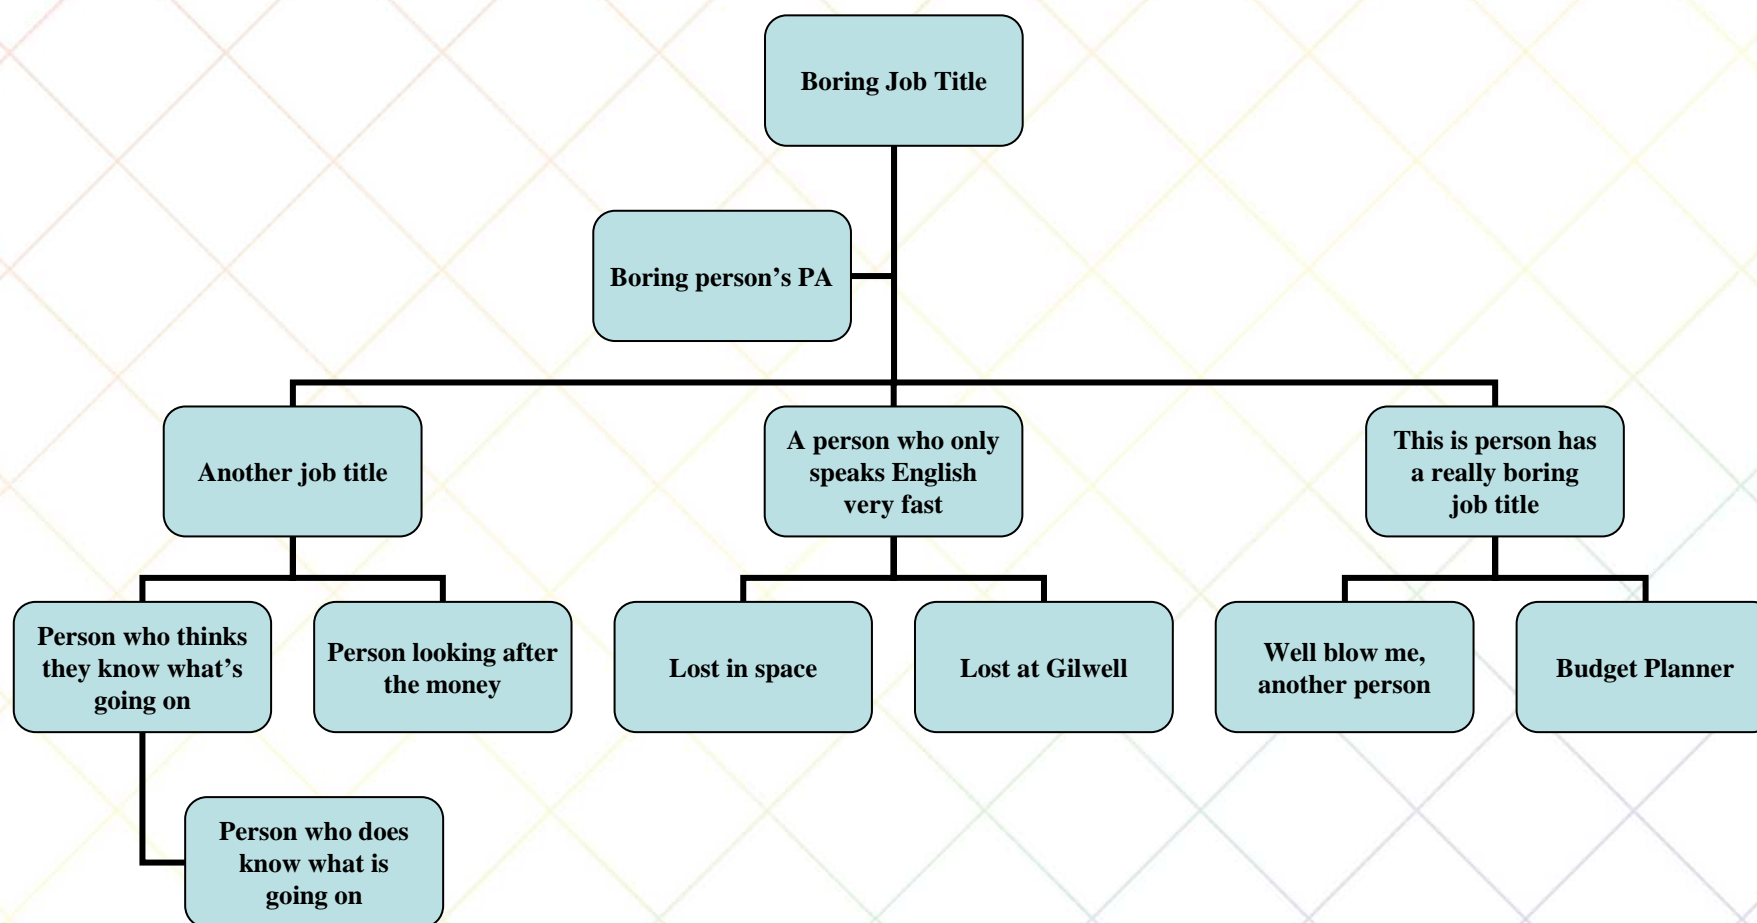 Boring Job Title
Boring person’s PA
Another job title
A person who only
speaks English
very fast
This is person has
a really boring
job title
Person who thinks
they know what’s
going on
Person looking after
the money
Lost in space
Lost at Gilwell
Well blow me,
another person
Budget Planner
Person who does
know what is
going on